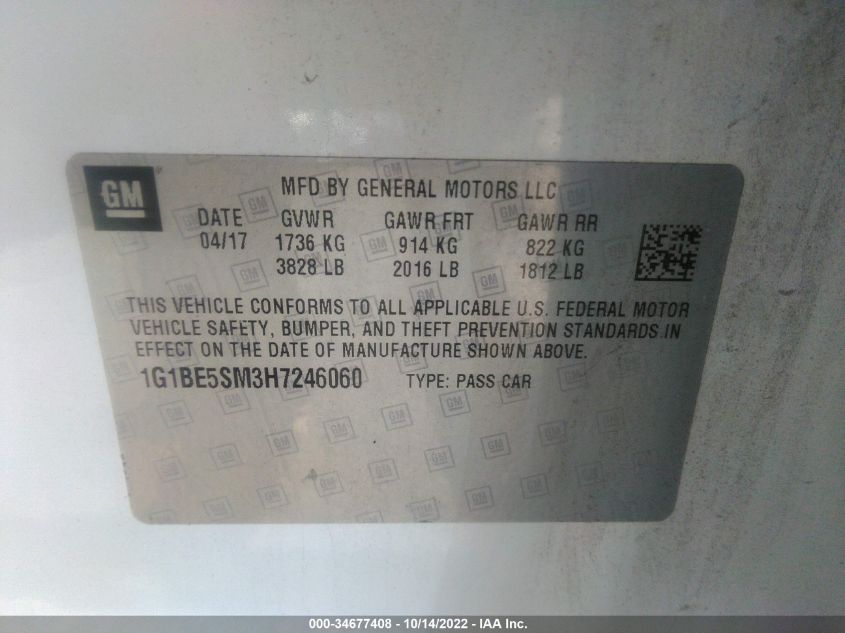 GM
MFD BY GENERAL MOTORS LLC
DATE GVWR GAWR FRT GAWR RR
04/17 1736 KG 914 KG 822 KG
3828 LB 2016 LB 1812 LB
THIS VEHICLE CONFORMS TO ALL APPLICABLE U.S. FEDERAL MOTOR
VEHICLE SAFETY, BUMPER, AND THEFT PREVENTION STANDARDS IN
EFFECT ON THE DATE OF MANUFACTURE SHOWN ABOVE.
1G1BE5SM3H7246060 TYPE: PASS CAR
000-34677408 - 10/14/2022 - IAA Inc.